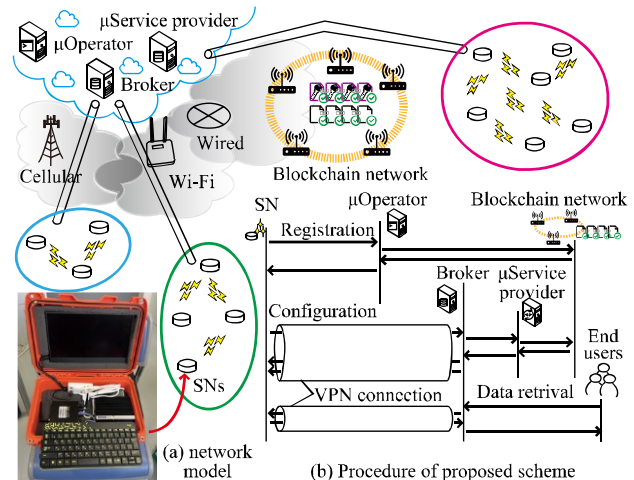 μService provider
μOperator
Broker
Wired
Cellular
Wi-Fi
Blockchain network
SNs
(a) network
model
SN
μOperator
Blockchain network
Registration
Broker
μService
provider
Configuration
End
users
VPN connection
Data retrival
(b) Procedure of proposed scheme